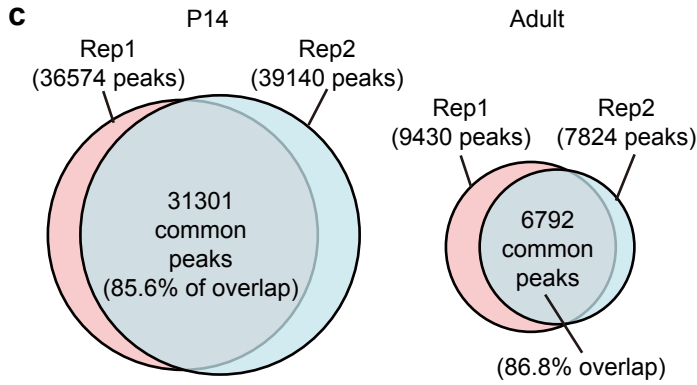 c
P14
Rep1
(36574 peaks)
Rep2
(39140 peaks)
31301
common
peaks
(85.6% of overlap)
Adult
Rep1
(9430 peaks)
Rep2
(7824 peaks)
6792
common
peaks
(86.8% overlap)